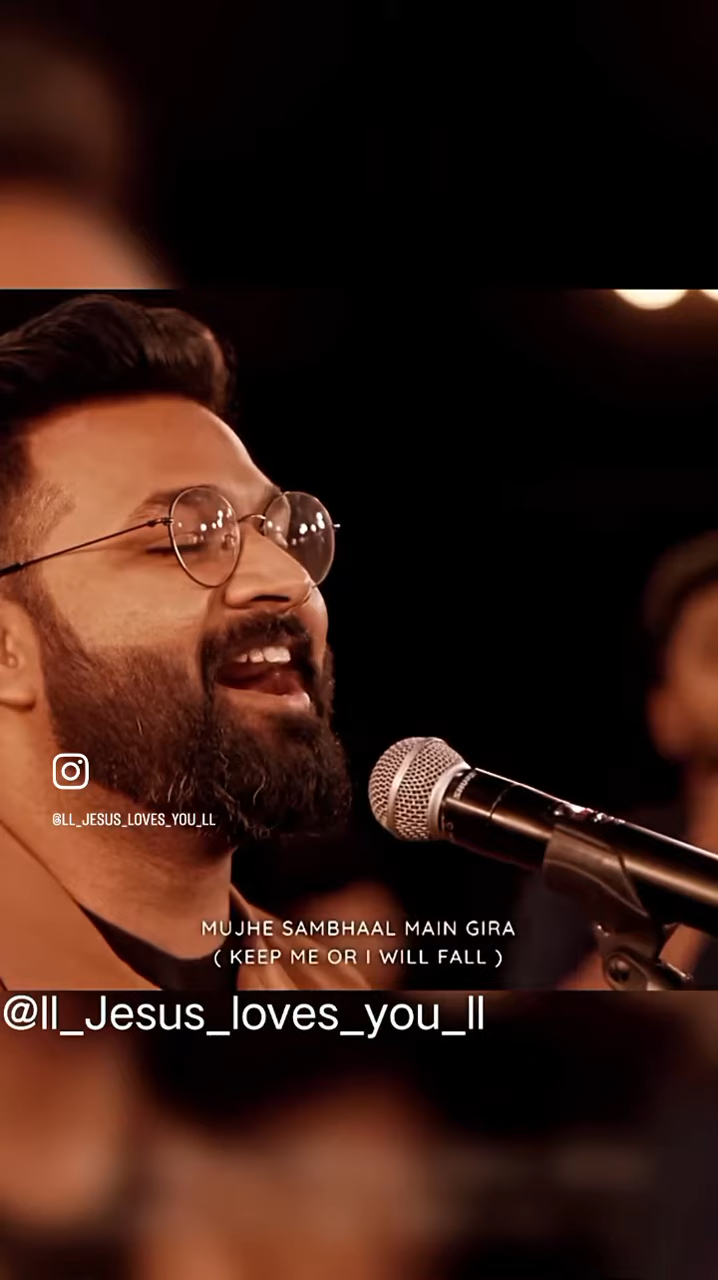 @LL_JESUS_LOVES_YOU_LL
MUJHE SAMBHAAL MAIN GIRA
( KEEP ME OR I WILL FALL )
@ll_Jesus_loves_you_ll